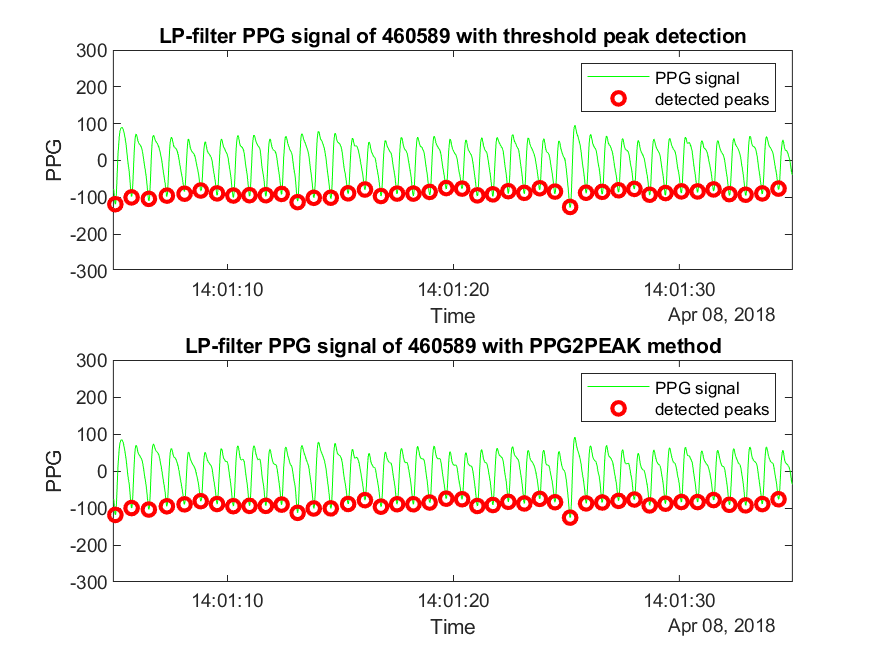 LP-filter PPG signal of 460589 with threshold peak detection
300
200
100
0
-100
-200
-300
PPG
PPG signal
detected peaks
14:01:10
14:01:20
14:01:30
Time
Apr 08, 2018
LP-filter PPG signal of 460589 with PPG2PEAK method
300
200
100
0
-100
-200
-300
PPG
PPG signal
detected peaks
14:01:10
14:01:20
14:01:30
Time
Apr 08, 2018